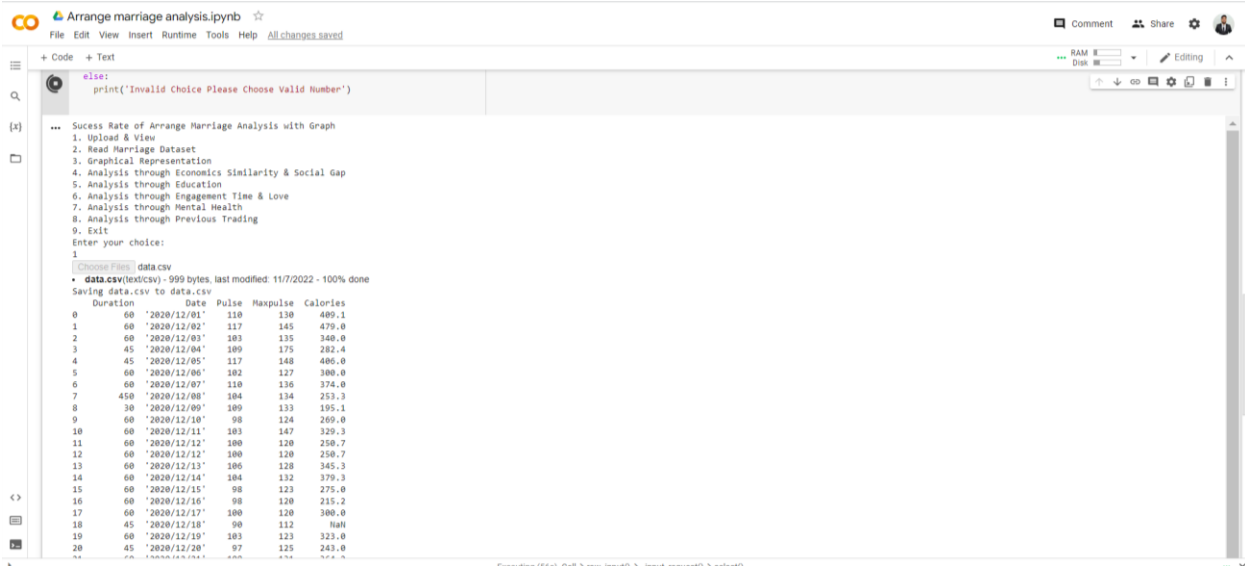 Arrange marriage analysis.ipynb
File Edit View Insert Runtime Tools Help All changes saved
Comment Share
+ Code + Text
RAM
Disk
Editing
else:
print('Invalid Choice Please Choose Valid Number')
Sucess Rate of Arrange Marriage Analysis with Graph
1. Upload & View
2. Read Marriage Dataset
3. Graphical Representation
4. Analysis through Economics Similarity & Social Gap
5. Analysis through Education
6. Analysis through Engagement Time & Love
7. Analysis through Mental Health
8. Analysis through Previous Trading
9. Exit
Enter your choice:
1
Choose Files data.csv
• data.csv(text/csv) - 999 bytes, last modified: 11/7/2022 - 100% done
Saving data.csv to data.csv
Duration Date Pulse Maxpulse Calories
0 60 '2020/12/01' 110 130 409.1
1 60 '2020/12/02' 117 145 479.0
2 60 '2020/12/03' 103 135 340.0
3 45 '2020/12/04' 109 175 282.4
4 45 '2020/12/05' 117 148 406.0
5 60 '2020/12/06' 102 127 300.0
6 60 '2020/12/07' 110 136 374.0
7 450 '2020/12/08' 104 134 253.3
8 30 '2020/12/09' 109 133 195.1
9 60 '2020/12/10' 98 124 269.0
10 60 '2020/12/11' 103 147 329.3
11 60 '2020/12/12' 100 120 250.7
12 60 '2020/12/12' 100 120 250.7
13 60 '2020/12/13' 106 128 345.3
14 60 '2020/12/14' 104 132 379.3
15 60 '2020/12/15' 98 123 275.0
16 60 '2020/12/16' 98 120 215.2
17 60 '2020/12/17' 100 120 300.0
18 45 '2020/12/18' 90 112 NaN
19 60 '2020/12/19' 103 123 323.0
20 45 '2020/12/20' 97 125 243.0